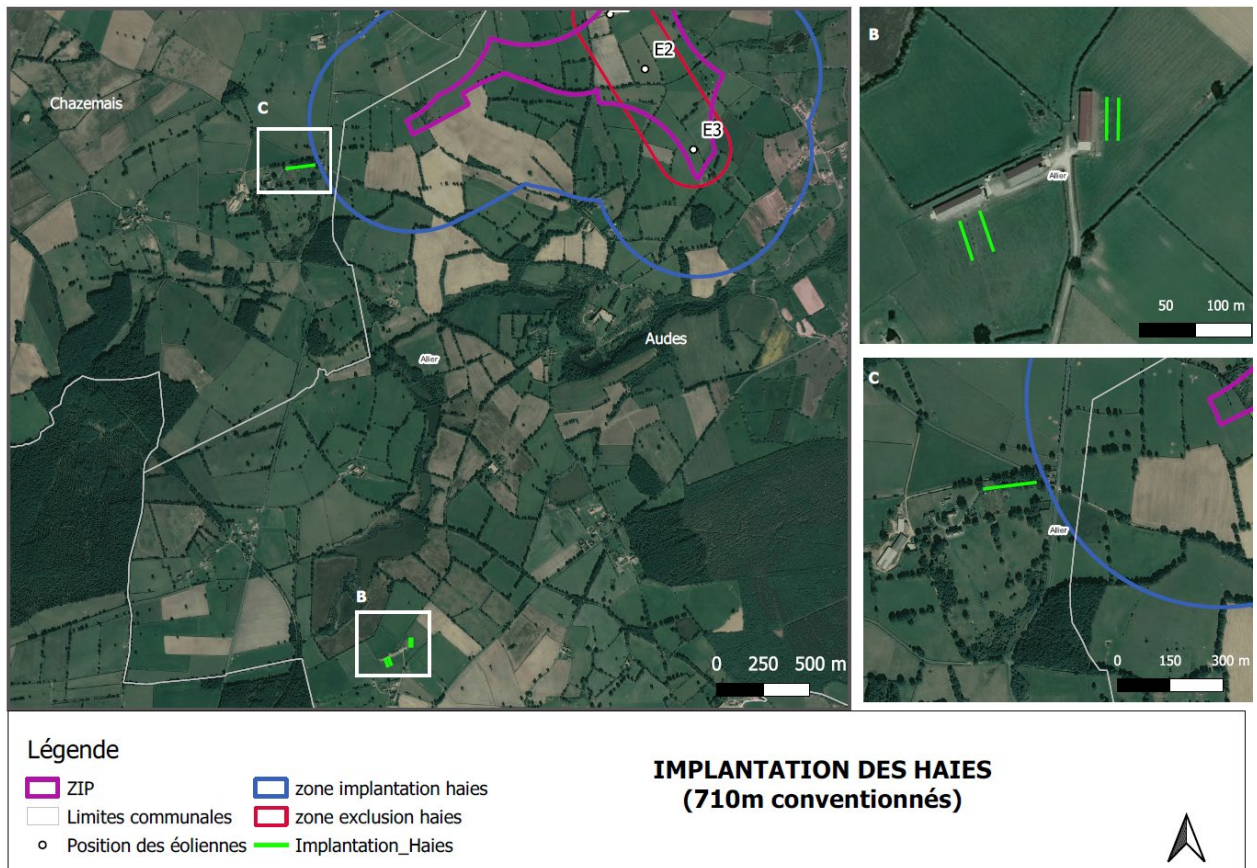 Chazemais
C
E2
E3
Allier
Audes
B
0 250 500 m
B
Allier
50 100 m
C
Allier
0 150 300 m
Légende
ZIP
Limites communales
Position des éoliennes
zone implantation haies
zone exclusion haies
Implantation_Haies
IMPLANTATION DES HAIES
(710m conventionnés)